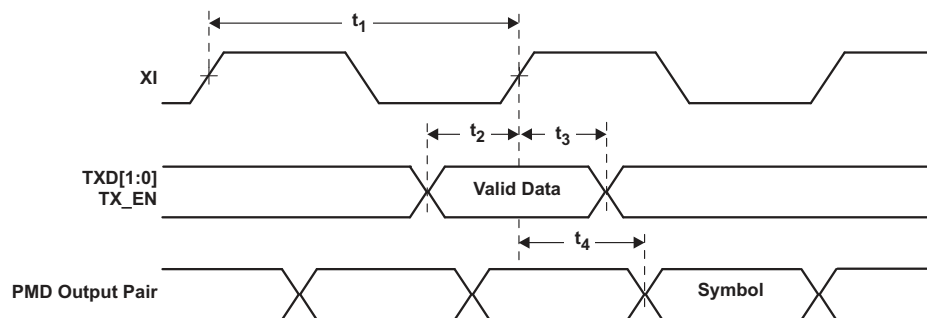 t1
XI
t2
t3
TXD[1:0]
TX_EN
Valid Data
t4
PMD Output Pair
Symbol